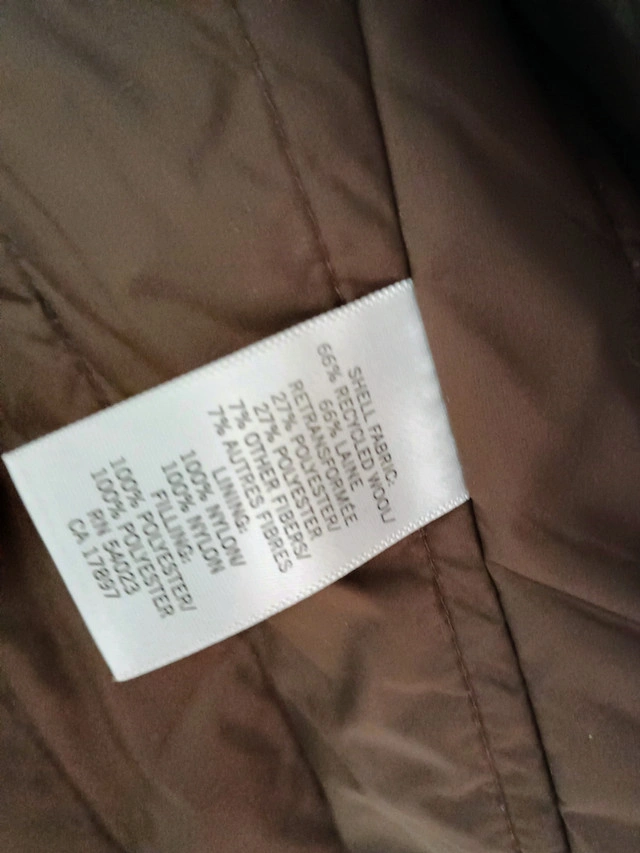 SHELL FABRIC:
66% RECYCLED WOOL/
66% LAINE
RETRANSFORMÉE
27% POLYESTER/
27% POLYESTER
7% OTHER FIBERS/
7% AUTRES FIBRES
LINING:
100% NYLON/
100% NYLON
FILLING:
100% POLYESTER/
100% POLYESTER
RN 54023
CA 17897